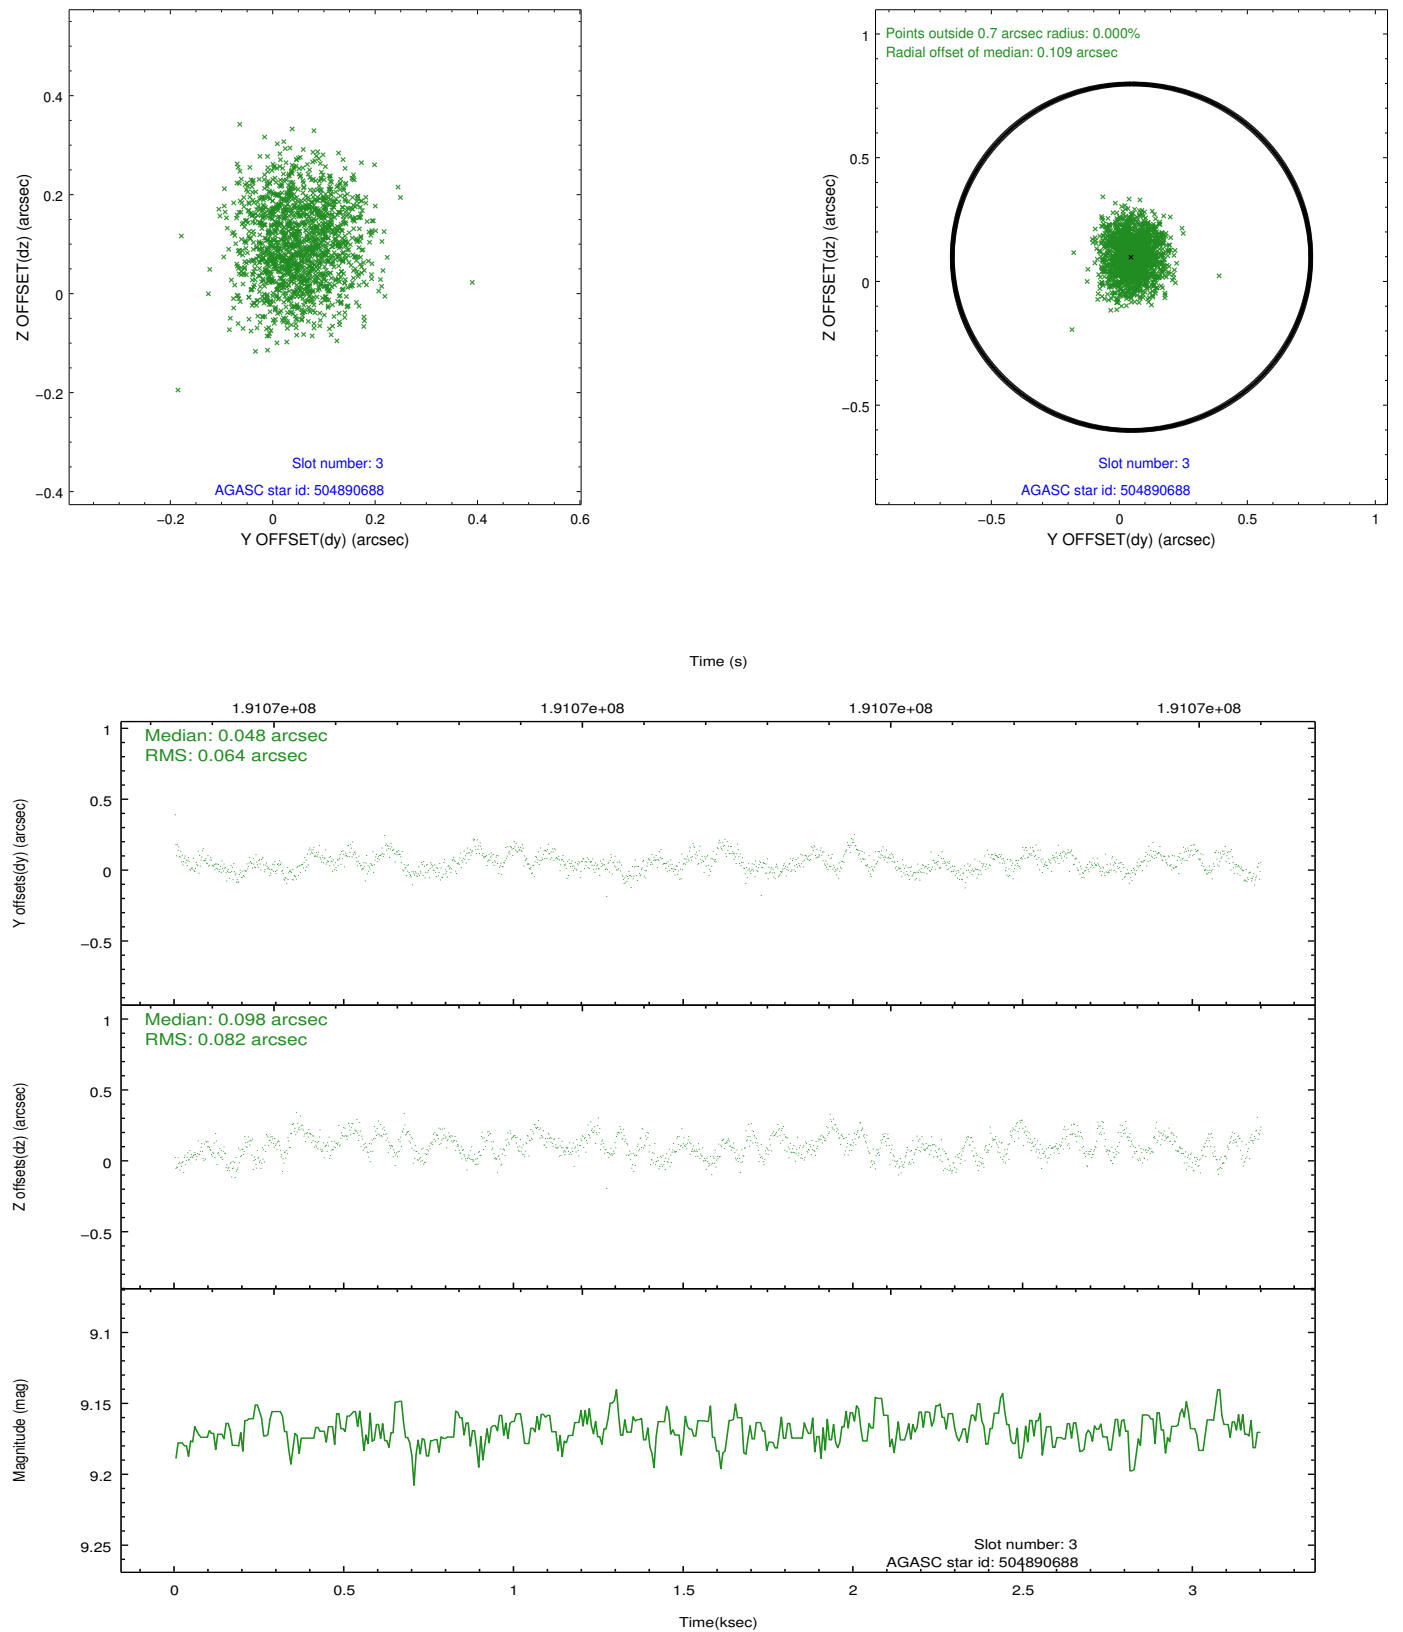 0.4
0.2
0
−0.2
−0.4
−0.2
0
0.2
0.4
0.6
Z OFFSET(dz) (arcsec)
Y OFFSET(dy) (arcsec)
Slot number: 3
AGASC star id: 504890688
Points outside 0.7 arcsec radius: 0.000%
Radial offset of median: 0.109 arcsec
1
0.5
0
−0.5
−0.5
0
0.5
1
Z OFFSET(dz) (arcsec)
Y OFFSET(dy) (arcsec)
Slot number: 3
AGASC star id: 504890688
Time (s)
1.9107e+08
1.9107e+08
1.9107e+08
1.9107e+08
Median: 0.048 arcsec
RMS: 0.064 arcsec
1
0.5
0
−0.5
Y offsets(dy) (arcsec)
Median: 0.098 arcsec
RMS: 0.082 arcsec
1
0.5
0
−0.5
Z offsets(dz) (arcsec)
9.1
9.15
9.2
9.25
Magnitude (mag)
Slot number: 3
AGASC star id: 504890688
0
0.5
1
1.5
2
2.5
3
Time(ksec)